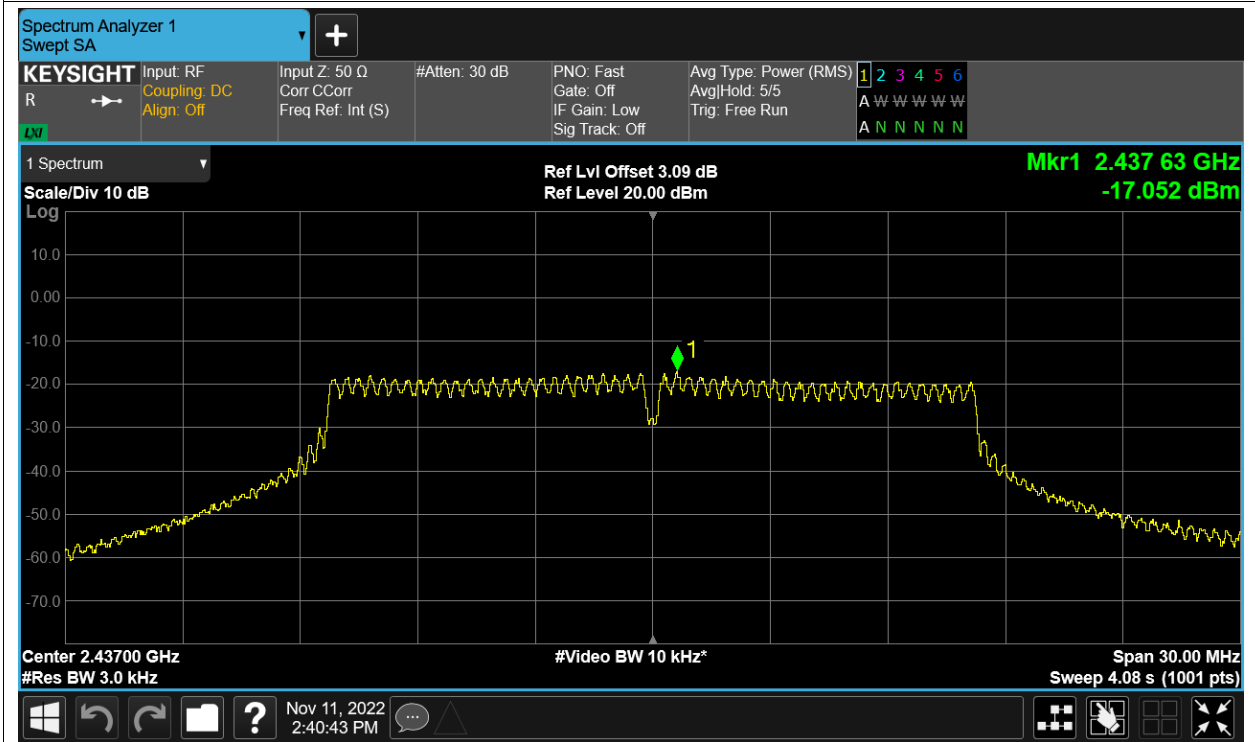 Spectrum Analyzer 1
Swept SA
KEYSIGHT
R
LXI
Input: RF
Coupling: DC
Align: Off
Input Z: 50 Ω
Corr CCorr
Freq Ref: Int (S)
#Atten: 30 dB
PNO: Fast
Gate: Off
IF Gain: Low
Sig Track: Off
Avg Type: Power (RMS)
Avg|Hold: 5/5
Trig: Free Run
1 2 3 4 5 6
A W W W W W
A N N N N N
1 Spectrum
Scale/Div 10 dB
Log
Ref Lvl Offset 3.09 dB
Ref Level 20.00 dBm
Mkr1 2.437 63 GHz
-17.052 dBm
10.0
0.00
-10.0
1
-20.0
-30.0
-40.0
-50.0
-60.0
-70.0
Center 2.43700 GHz
#Res BW 3.0 kHz
#Video BW 10 kHz*
Span 30.00 MHz
Sweep 4.08 s (1001 pts)
?
Nov 11, 2022
2:40:43 PM